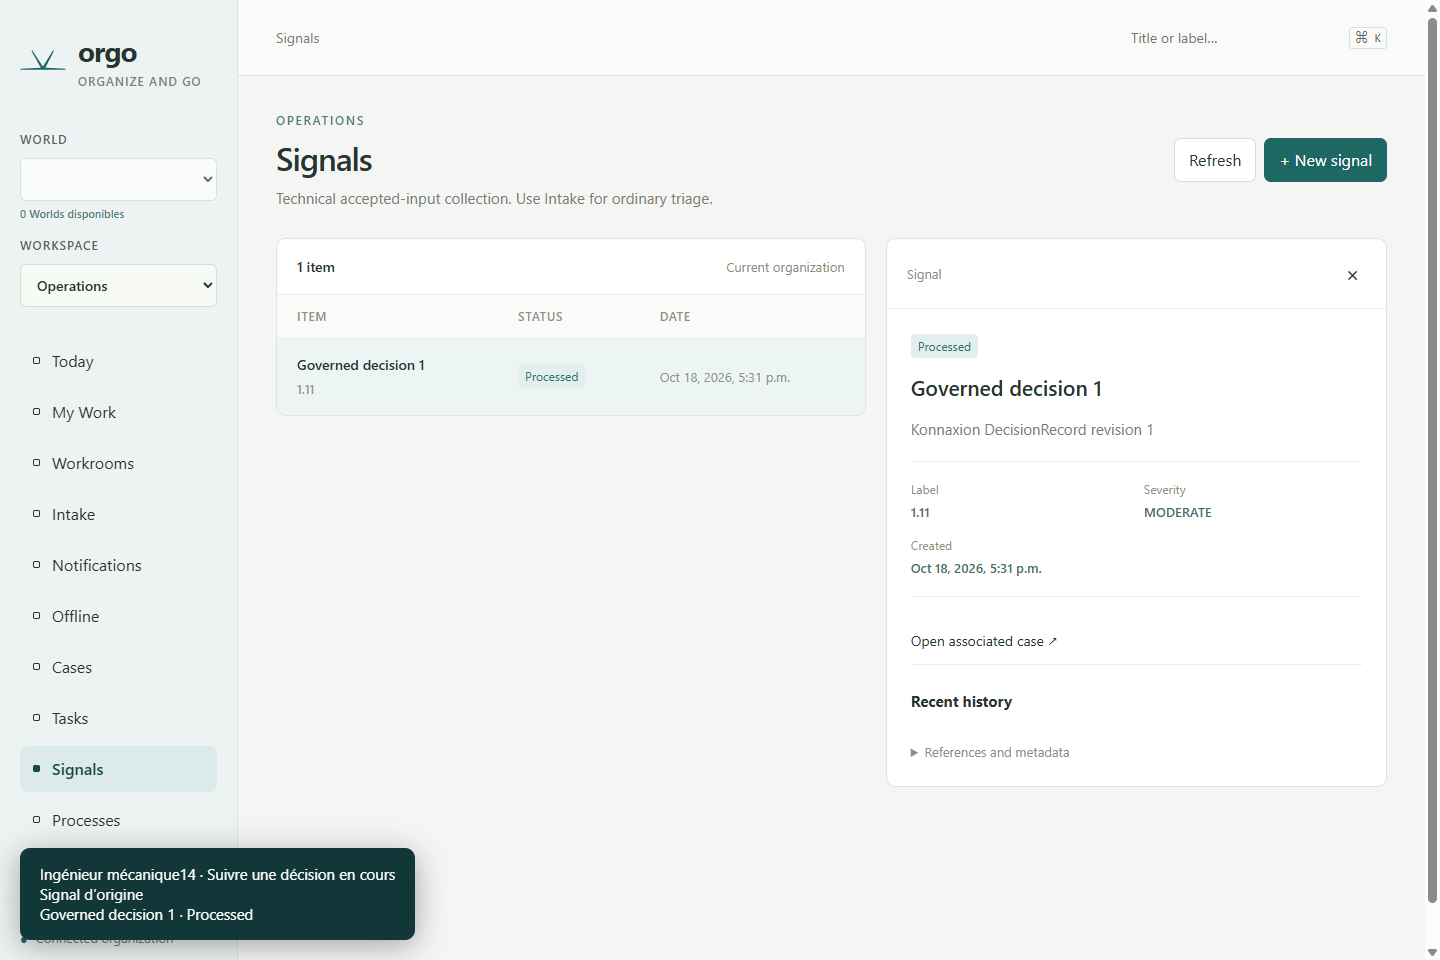 orgo
ORGANIZE AND GO
WORLD
0 Worlds disponibles
WORKSPACE
Operations
Today
My Work
Workrooms
Intake
Notifications
Offline
Cases
Tasks
Signals
Processes
Connected organization
Ingénieur mécanique14 · Suivre une décision en cours
Signal d’origine
Governed decision 1 · Processed
Signals
Title or label...
⌘ K
OPERATIONS
Signals
Technical accepted-input collection. Use Intake for ordinary triage.
Refresh
+ New signal
1 item
Current organization
ITEM STATUS DATE
Governed decision 1
1.11
Processed
Oct 18, 2026, 5:31 p.m.
Signal
×
Processed
Governed decision 1
Konnaxion DecisionRecord revision 1
Label
1.11
Severity
MODERATE
Created
Oct 18, 2026, 5:31 p.m.
Open associated case ↗
Recent history
▶ References and metadata